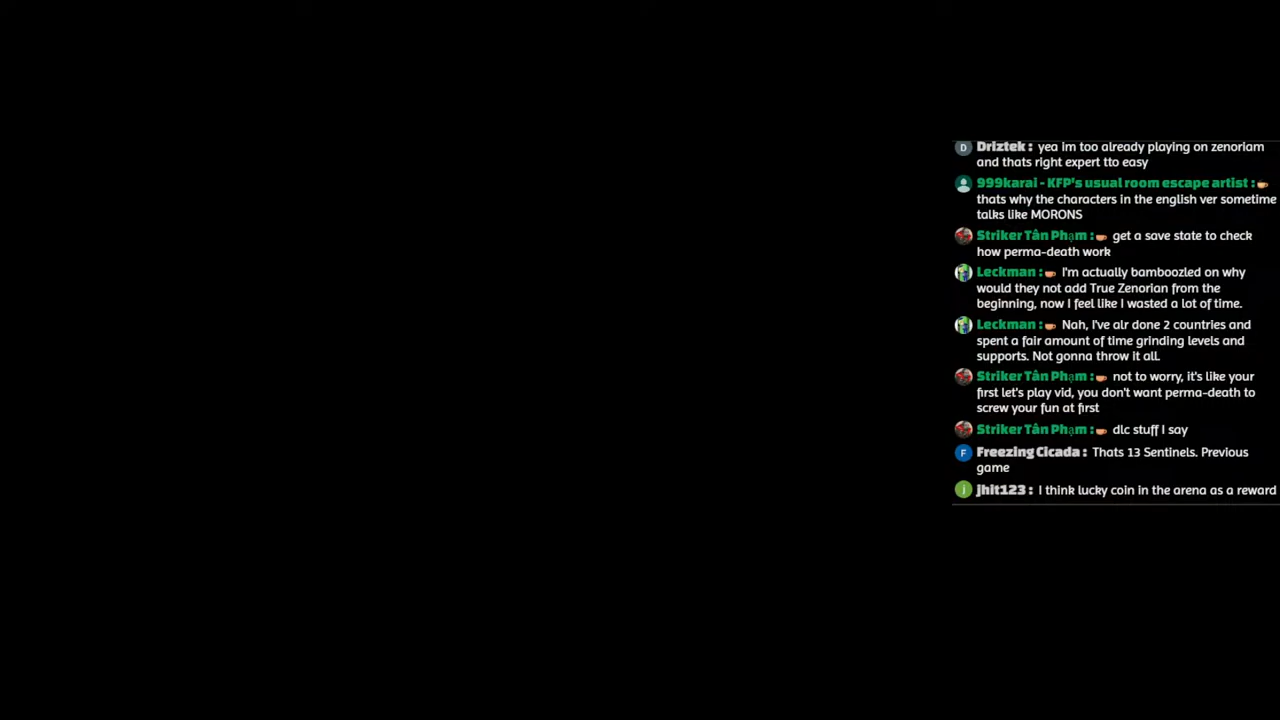 D Driztek : yea im too already playing on zenoriam
and thats right expert tto easy
999karai - KFP's usual room escape artist :
thats why the characters in the english ver sometime
talks like MORONS
Striker Tân Phạm : get a save state to check
how perma-death work
Leckman : I'm actually bamboozled on why
would they not add True Zenorian from the
beginning, now I feel like I wasted a lot of time.
Leckman : Nah, I've alr done 2 countries and
spent a fair amount of time grinding levels and
supports. Not gonna throw it all.
Striker Tân Phạm : not to worry, it's like your
first let's play vid, you don't want perma-death to
screw your fun at first
Striker Tân Phạm : dlc stuff I say
F Freezing Cicada : Thats 13 Sentinels. Previous
game
j jhit123 : I think lucky coin in the arena as a reward